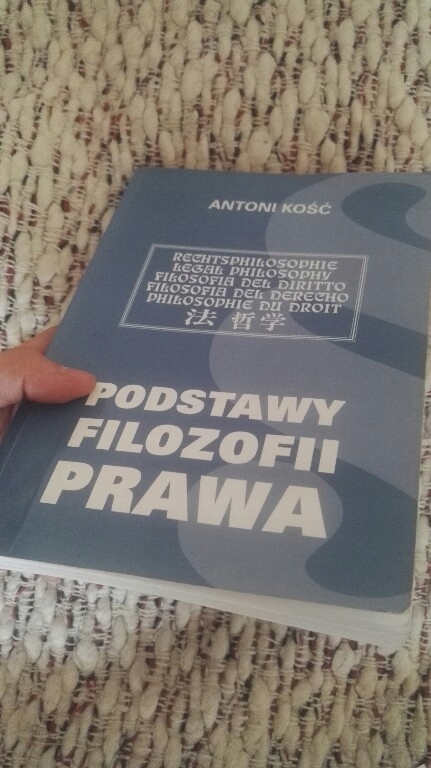 ANTONI KOŚĆ
RECHTSPHILOSOPHIE
LEGAL PHILOSOPHY
FILOSOFIA DEL DIRITTO
FILOSOFIA DEL DERECHO
PHILOSOPHIE DU DROIT
法 哲学
PODSTAWY
FILOZOFII
PRAWA